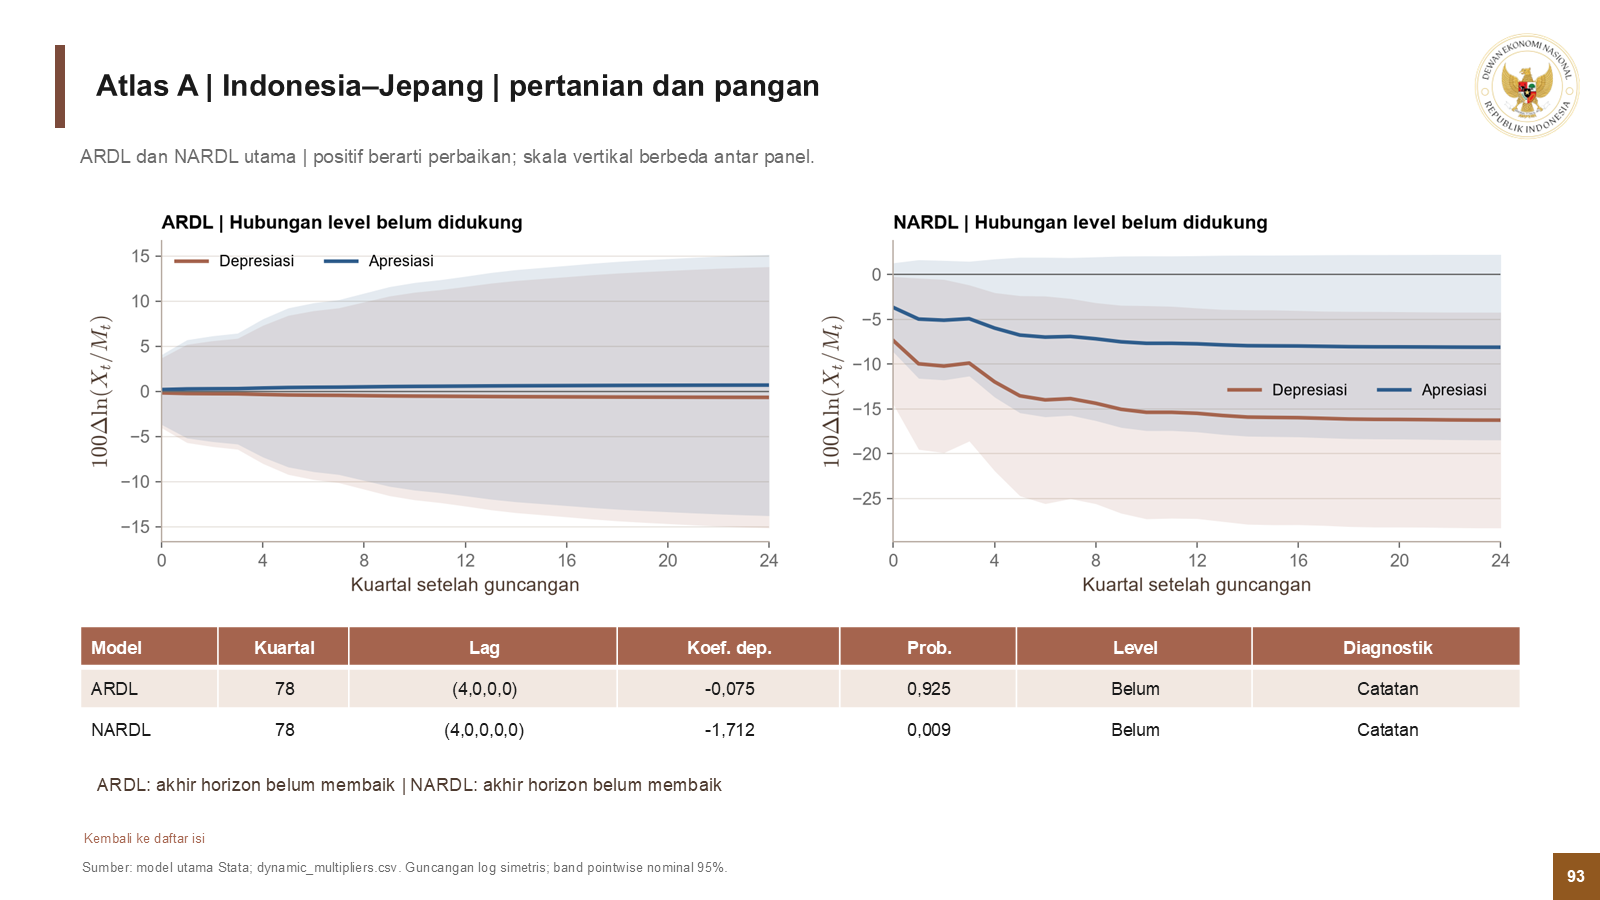 Atlas A | Indonesia–Jepang | pertanian dan pangan
DEWAN EKONOMI NASIONAL
REPUBLIK INDONESIA
ARDL dan NARDL utama | positif berarti perbaikan; skala vertikal berbeda antar panel.
ARDL | Hubungan level belum didukung
Depresiasi Apresiasi
100Δln(Xₜ/Mₜ)
15
10
5
0
−5
−10
−15
0 4 8 12 16 20 24
Kuartal setelah guncangan
NARDL | Hubungan level belum didukung
100Δln(Xₜ/Mₜ)
0
−5
−10
−15
−20
−25
Depresiasi Apresiasi
0 4 8 12 16 20 24
Kuartal setelah guncangan
Model Kuartal Lag Koef. dep. Prob. Level Diagnostik
ARDL 78 (4,0,0,0) -0,075 0,925 Belum Catatan
NARDL 78 (4,0,0,0,0) -1,712 0,009 Belum Catatan
ARDL: akhir horizon belum membaik | NARDL: akhir horizon belum membaik
Kembali ke daftar isi
Sumber: model utama Stata; dynamic_multipliers.csv. Guncangan log simetris; band pointwise nominal 95%.
93